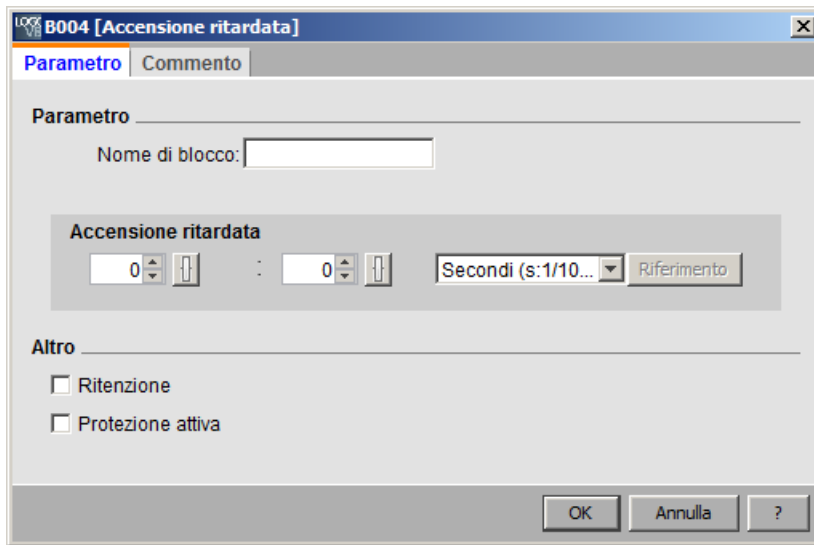 B004 [Accensione ritardata]
Parametro Commento
Parametro
Nome di blocco:
Accensione ritardata
0 : 0 Secondi (s:1/10... Riferimento
Altro
Ritenzione
Protezione attiva
OK Annulla ?